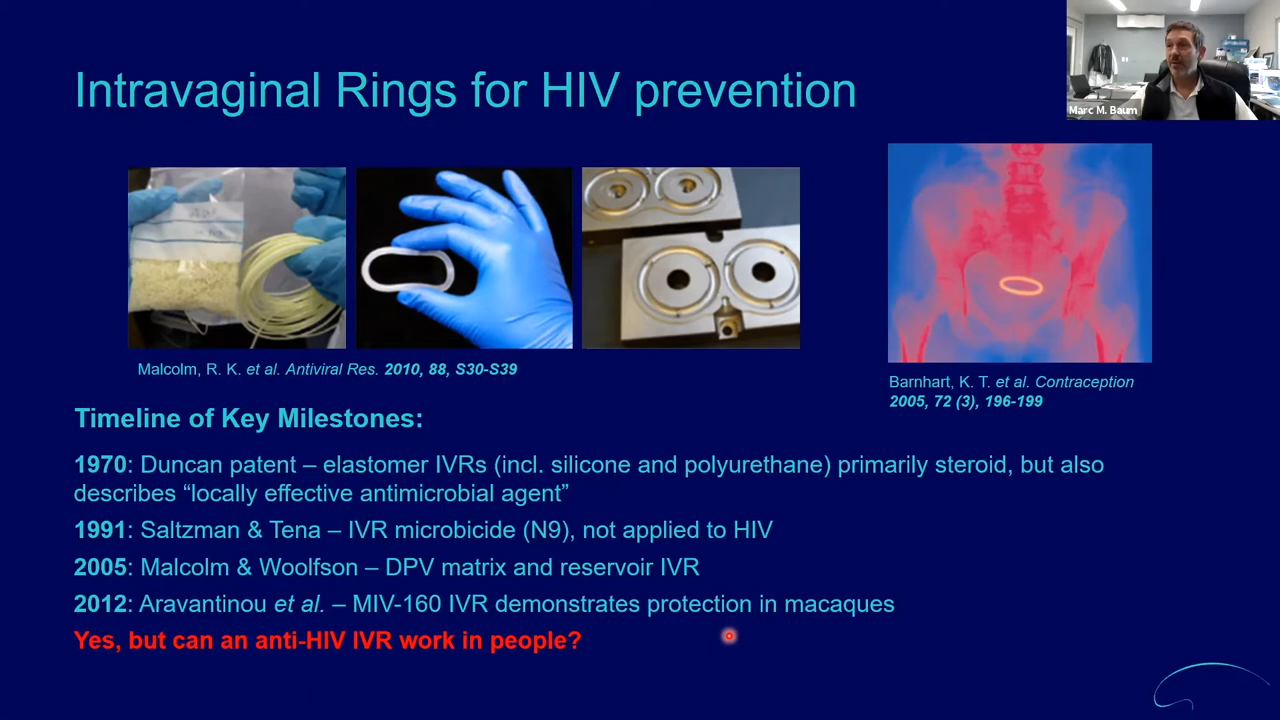 Intravaginal Rings for HIV prevention
Marc M. Baum
Malcolm, R. K. et al. Antiviral Res. 2010, 88, S30-S39
Barnhart, K. T. et al. Contraception
2005, 72 (3), 196-199
Timeline of Key Milestones:
1970: Duncan patent – elastomer IVRs (incl. silicone and polyurethane) primarily steroid, but also
describes “locally effective antimicrobial agent”
1991: Saltzman & Tena – IVR microbicide (N9), not applied to HIV
2005: Malcolm & Woolfson – DPV matrix and reservoir IVR
2012: Aravantinou et al. – MIV-160 IVR demonstrates protection in macaques
Yes, but can an anti-HIV IVR work in people?